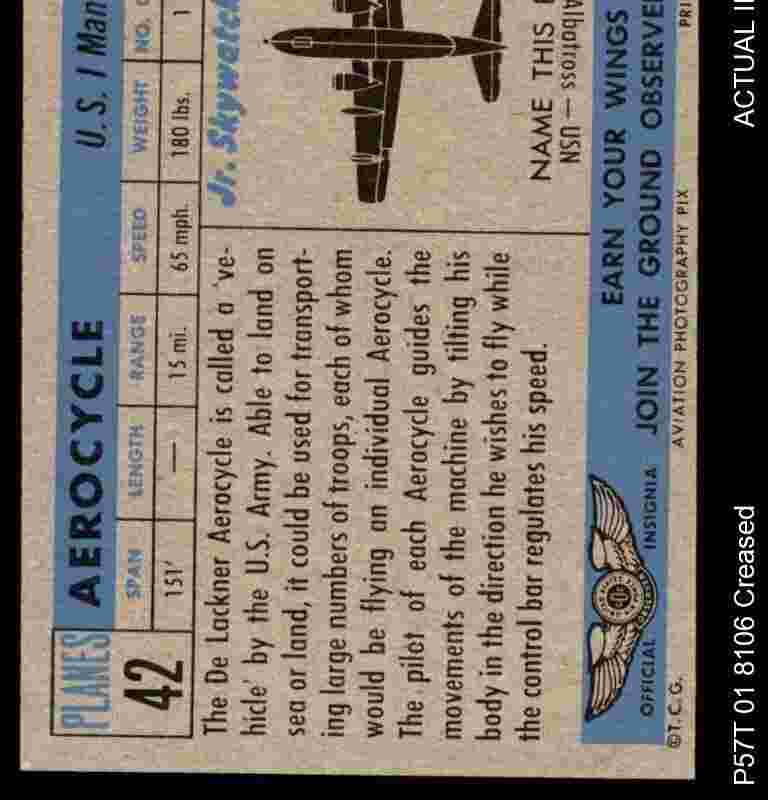 PLANES
42
AEROCYCLE
U.S. 1 Man
SPAN LENGTH RANGE SPEED WEIGHT NO.
151' — 15 mi. 65 mph. 180 lbs. 1
The De Lackner Aerocycle is called a 've-
hicle' by the U.S. Army. Able to land on
sea or land, it could be used for transport-
ing large numbers of troops, each of whom
would be flying an individual Aerocycle.
The pilot of each Aerocycle guides the
movements of the machine by tilting his
body in the direction he wishes to fly while
the control bar regulates his speed.
Jr. Skywatch
NAME THIS
Albatross
USN —
OFFICIAL INSIGNIA
EARN YOUR WINGS
JOIN THE GROUND OBSERVE
© T. C. G.
AVIATION PHOTOGRAPHY PIX
PRI
P57T 01 8106 Creased
ACTUAL